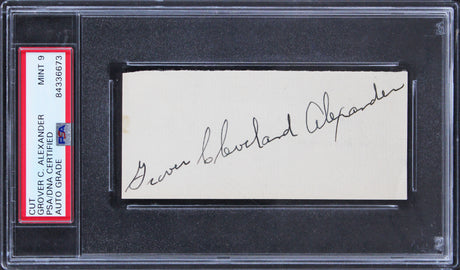 CUT
GROVER C. ALEXANDER
PSA/DNA CERTIFIED
AUTO GRADE
MINT 9
84336673
PSA
Grover Cleveland Alexander